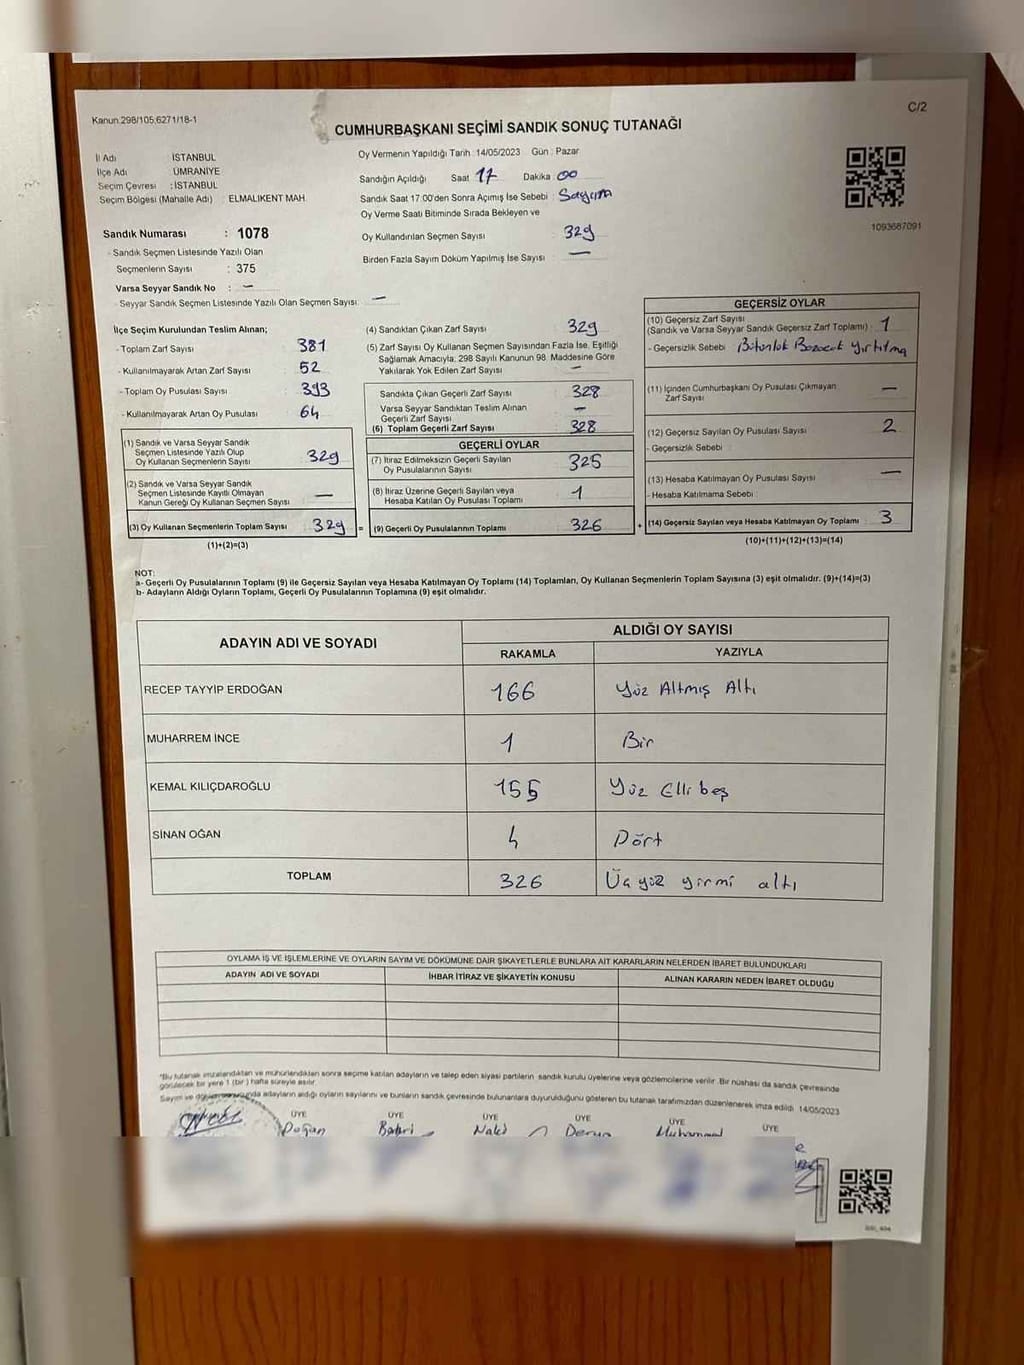 C/2
Kanun 298/105,6271/18-1
CUMHURBAŞKANI SEÇİMİ SANDIK SONUÇ TUTANAĞI
İl Adı İSTANBUL
İlçe Adı ÜMRANİYE
Seçim Çevresi : İSTANBUL
Seçim Bölgesi (Mahalle Adı) ELMALIKENT MAH.
Sandık Numarası : 1078
Sandık Seçmen Listesinde Yazılı Olan
Seçmenlerin Sayısı : 375
Varsa Seyyar Sandık No : -
Seyyar Sandık Seçmen Listesinde Yazılı Olan Seçmen Sayısı: -
Oy Vermenin Yapıldığı Tarih :14/05/2023 Gün : Pazar
Sandığın Açıldığı Saat 17 Dakika 00
Sandık Saat 17.00'den Sonra Açılmış İse Sebebi Sayım
Oy Verme Saati Bitiminde Sırada Bekleyen ve
Oy Kullandırılan Seçmen Sayısı 329
Birden Fazla Sayım Döküm Yapılmış İse Sayısı -
1093687091
İlçe Seçim Kurulundan Teslim Alınan;
- Toplam Zarf Sayısı 381
- Kullanılmayarak Artan Zarf Sayısı 52
- Toplam Oy Pusulası Sayısı 393
- Kullanılmayarak Artan Oy Pusulası 64
(1) Sandık ve Varsa Seyyar Sandık
Seçmen Listesinde Yazılı Olup
Oy Kullanan Seçmenlerin Sayısı 329
(2) Sandık ve Varsa Seyyar Sandık
Seçmen Listesinde Kayıtlı Olmayan
Kanun Gereği Oy Kullanan Seçmen Sayısı -
(3) Oy Kullanan Seçmenlerin Toplam Sayısı 329 =
(1)+(2)=(3)
(4) Sandıktan Çıkan Zarf Sayısı 329
(5) Zarf Sayısı Oy Kullanan Seçmen Sayısından Fazla İse, Eşitliği
Sağlamak Amacıyla; 298 Sayılı Kanunun 98. Maddesine Göre
Yakılarak Yok Edilen Zarf Sayısı -
Sandıkta Çıkan Geçerli Zarf Sayısı 328
Varsa Seyyar Sandıktan Teslim Alınan
Geçerli Zarf Sayısı -
(6) Toplam Geçerli Zarf Sayısı 328
GEÇERLİ OYLAR
(7) İtiraz Edilmeksizin Geçerli Sayılan
Oy Pusulalarının Sayısı 325
(8) İtiraz Üzerine Geçerli Sayılan veya
Hesaba Katılan Oy Pusulası Toplamı 1
(9) Geçerli Oy Pusulalarının Toplamı 326 +
GEÇERSİZ OYLAR
(10) Geçersiz Zarf Sayısı
(Sandık ve Varsa Seyyar Sandık Geçersiz Zarf Toplamı) 1
- Geçersizlik Sebebi Bütünlük Bozacak Yırtılma
(11) İçinden Cumhurbaşkanı Oy Pusulası Çıkmayan
Zarf Sayısı -
(12) Geçersiz Sayılan Oy Pusulası Sayısı 2
- Geçersizlik Sebebi
(13) Hesaba Katılmayan Oy Pusulası Sayısı -
- Hesaba Katılmama Sebebi
(14) Geçersiz Sayılan veya Hesaba Katılmayan Oy Toplamı 3
(10)+(11)+(12)+(13)=(14)
NOT:
a- Geçerli Oy Pusulalarının Toplamı (9) ile Geçersiz Sayılan veya Hesaba Katılmayan Oy Toplamı (14) Toplamları, Oy Kullanan Seçmenlerin Toplam Sayısına (3) eşit olmalıdır. (9)+(14)=(3)
b- Adayların Aldığı Oyların Toplamı, Geçerli Oy Pusulalarının Toplamına (9) eşit olmalıdır.
ADAYIN ADI VE SOYADI ALDIĞI OY SAYISI
RAKAMLA YAZIYLA
RECEP TAYYİP ERDOĞAN 166 Yüz Altmış Altı
MUHARREM İNCE 1 Bir
KEMAL KILIÇDAROĞLU 155 Yüz Elli beş
SİNAN OĞAN 4 Dört
TOPLAM 326 Üçyüz yirmi altı
OYLAMA İŞ VE İŞLEMLERİNE VE OYLARIN SAYIM VE DÖKÜMÜNE DAİR ŞİKAYETLERLE BUNLARA AİT KARARLARIN NELERDEN İBARET BULUNDUKLARI
ADAYIN ADI VE SOYADI İHBAR İTİRAZ VE ŞİKAYETİN KONUSU ALINAN KARARIN NEDEN İBARET OLDUĞU
*Bu tutanak imzalandıktan ve mühürlendikten sonra seçime katılan adayların ve talep eden siyasi partilerin sandık kurulu üyelerine veya gözlemcilerine verilir. Bir nüshası da sandık çevresinde
görülecek bir yere 1 (bir) hafta süreyle asılır.
Sayım ve adayların aldığı oyların sayılarını ve bunların sandık çevresinde bulunanlara duyurulduğunu gösteren bu tutanak tarafımızdan düzenlenerek imza edildi. 14/05/2023
ÜYE ÜYE ÜYE ÜYE ÜYE ÜYE
Doğan Naki Derya Muhammed